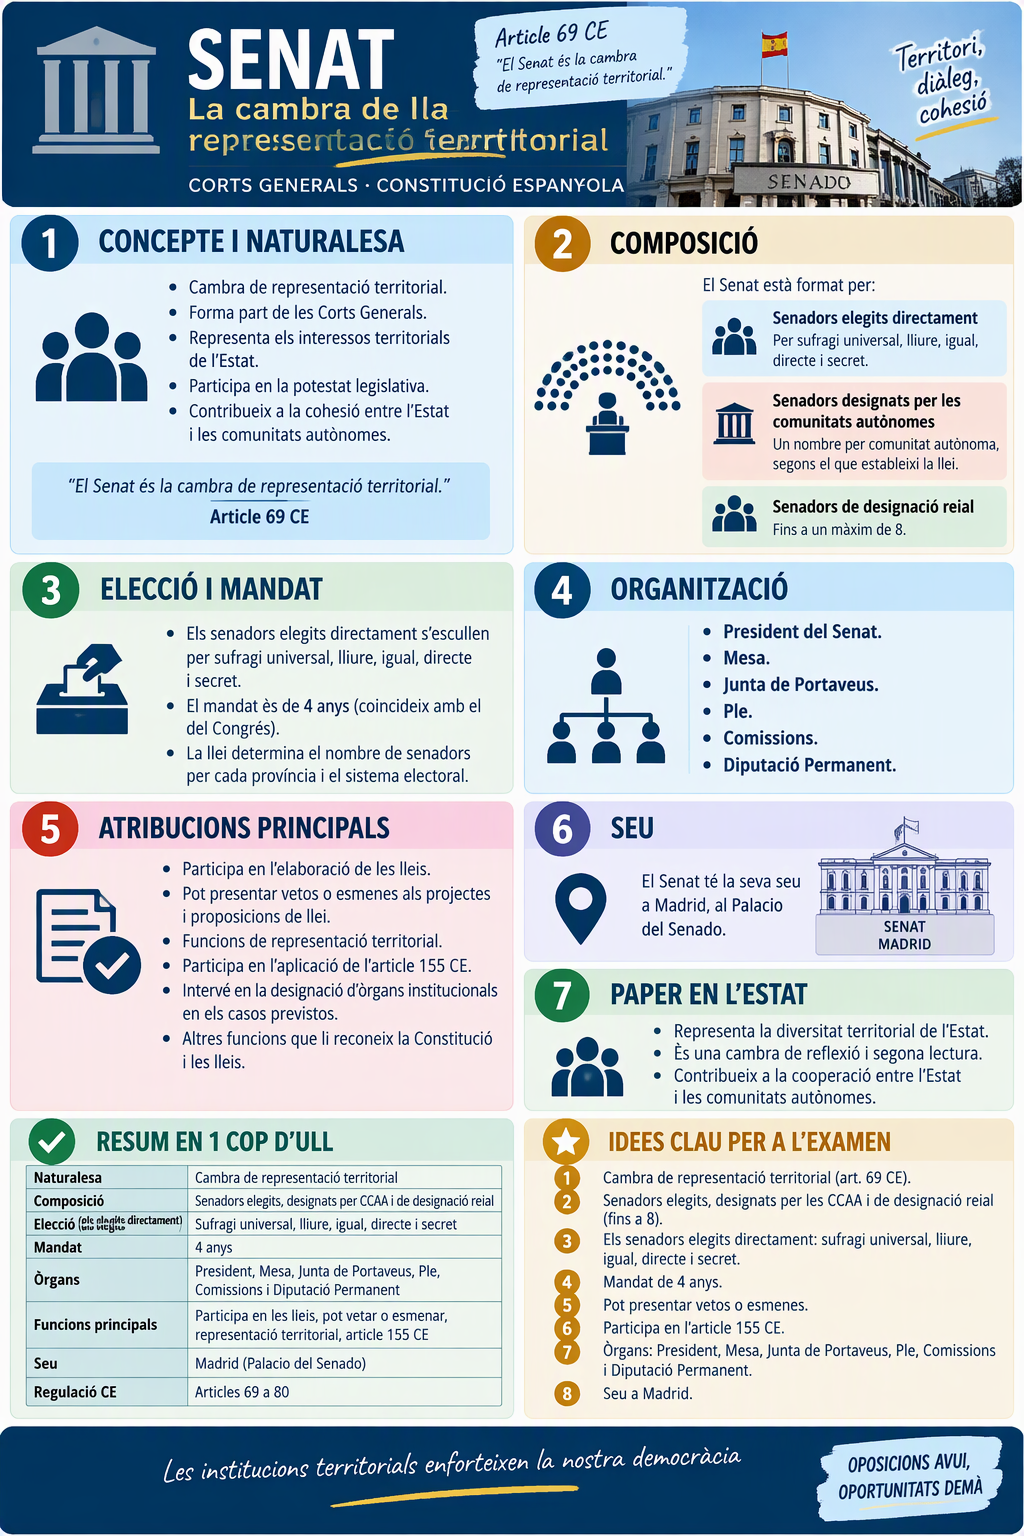 SENAT
La cambra de lla
representació
CORTS GENERALS · CONSTITUCIÓ ESPANYOLA
Article 69 CE
"El Senat és la cambra
de representació territorial."
Territori,
diàleg,
cohesió
SENADO
1 CONCEPTE I NATURALESA
• Cambra de representació territorial.
• Forma part de les Corts Generals.
• Representa els interessos territorials
de l'Estat.
• Participa en la potestat legislativa.
• Contribueix a la cohesió entre l'Estat
i les comunitats autònomes.
"El Senat és la cambra de representació territorial."
Article 69 CE
2 COMPOSICIÓ
El Senat està format per:
Senadors elegits directament
Per sufragi universal, lliure, igual,
directe i secret.
Senadors designats per les
comunitats autònomes
Un nombre per comunitat autònoma,
segons el que estableixi la llei.
Senadors de designació reial
Fins a un màxim de 8.
3 ELECCIÓ I MANDAT
• Els senadors elegits directament s'escullen
per sufragi universal, lliure, igual, directe
i secret.
• El mandat ès de 4 anys (coincideix amb el
del Congrés).
• La llei determina el nombre de senadors
per cada província i el sistema electoral.
4 ORGANITZACIÓ
• President del Senat.
• Mesa.
• Junta de Portaveus.
• Ple.
• Comissions.
• Diputació Permanent.
5 ATRIBUCIONS PRINCIPALS
• Participa en l'elaboració de les lleis.
• Pot presentar vetos o esmenes als projectes
i proposicions de llei.
• Funcions de representació territorial.
• Participa en l'aplicació de l'article 155 CE.
• Intervé en la designació d'òrgans institucionals
en els casos previstos.
• Altres funcions que li reconeix la Constitució
i les lleis.
6 SEU
El Senat té la seva seu
a Madrid, al Palacio
del Senado.
SENAT
MADRID
7 PAPER EN L'ESTAT
• Representa la diversitat territorial de l'Estat.
• Ès una cambra de reflexió i segona lectura.
• Contribueix a la cooperació entre l'Estat
i les comunitats autònomes.
RESUM EN 1 COP D'ULL
Naturalesa Cambra de representació territorial
Composició Senadors elegits, designats per CCAA i de designació reial
Elecció directament) Sufragi universal, lliure, igual, directe i secret
Mandat 4 anys
Òrgans President, Mesa, Junta de Portaveus, Ple,
Comissions i Diputació Permanent
Funcions principals Participa en les lleis, pot vetar o esmenar,
representació territorial, article 155 CE
Seu Madrid (Palacio del Senado)
Regulació CE Articles 69 a 80
IDEES CLAU PER A L'EXAMEN
1 Cambra de representació territorial (art. 69 CE).
2 Senadors elegits, designats per les CCAA i de designació reial
(fins a 8).
3 Els senadors elegits directament: sufragi universal, lliure,
igual, directe i secret.
4 Mandat de 4 anys.
5 Pot presentar vetos o esmenes.
6 Participa en l'article 155 CE.
7 Òrgans: President, Mesa, Junta de Portaveus, Ple, Comissions
i Diputació Permanent.
8 Seu a Madrid.
Les institucions territorials enforteixen la nostra democràcia
OPOSICIONS AVUI,
OPORTUNITATS DEMÀ